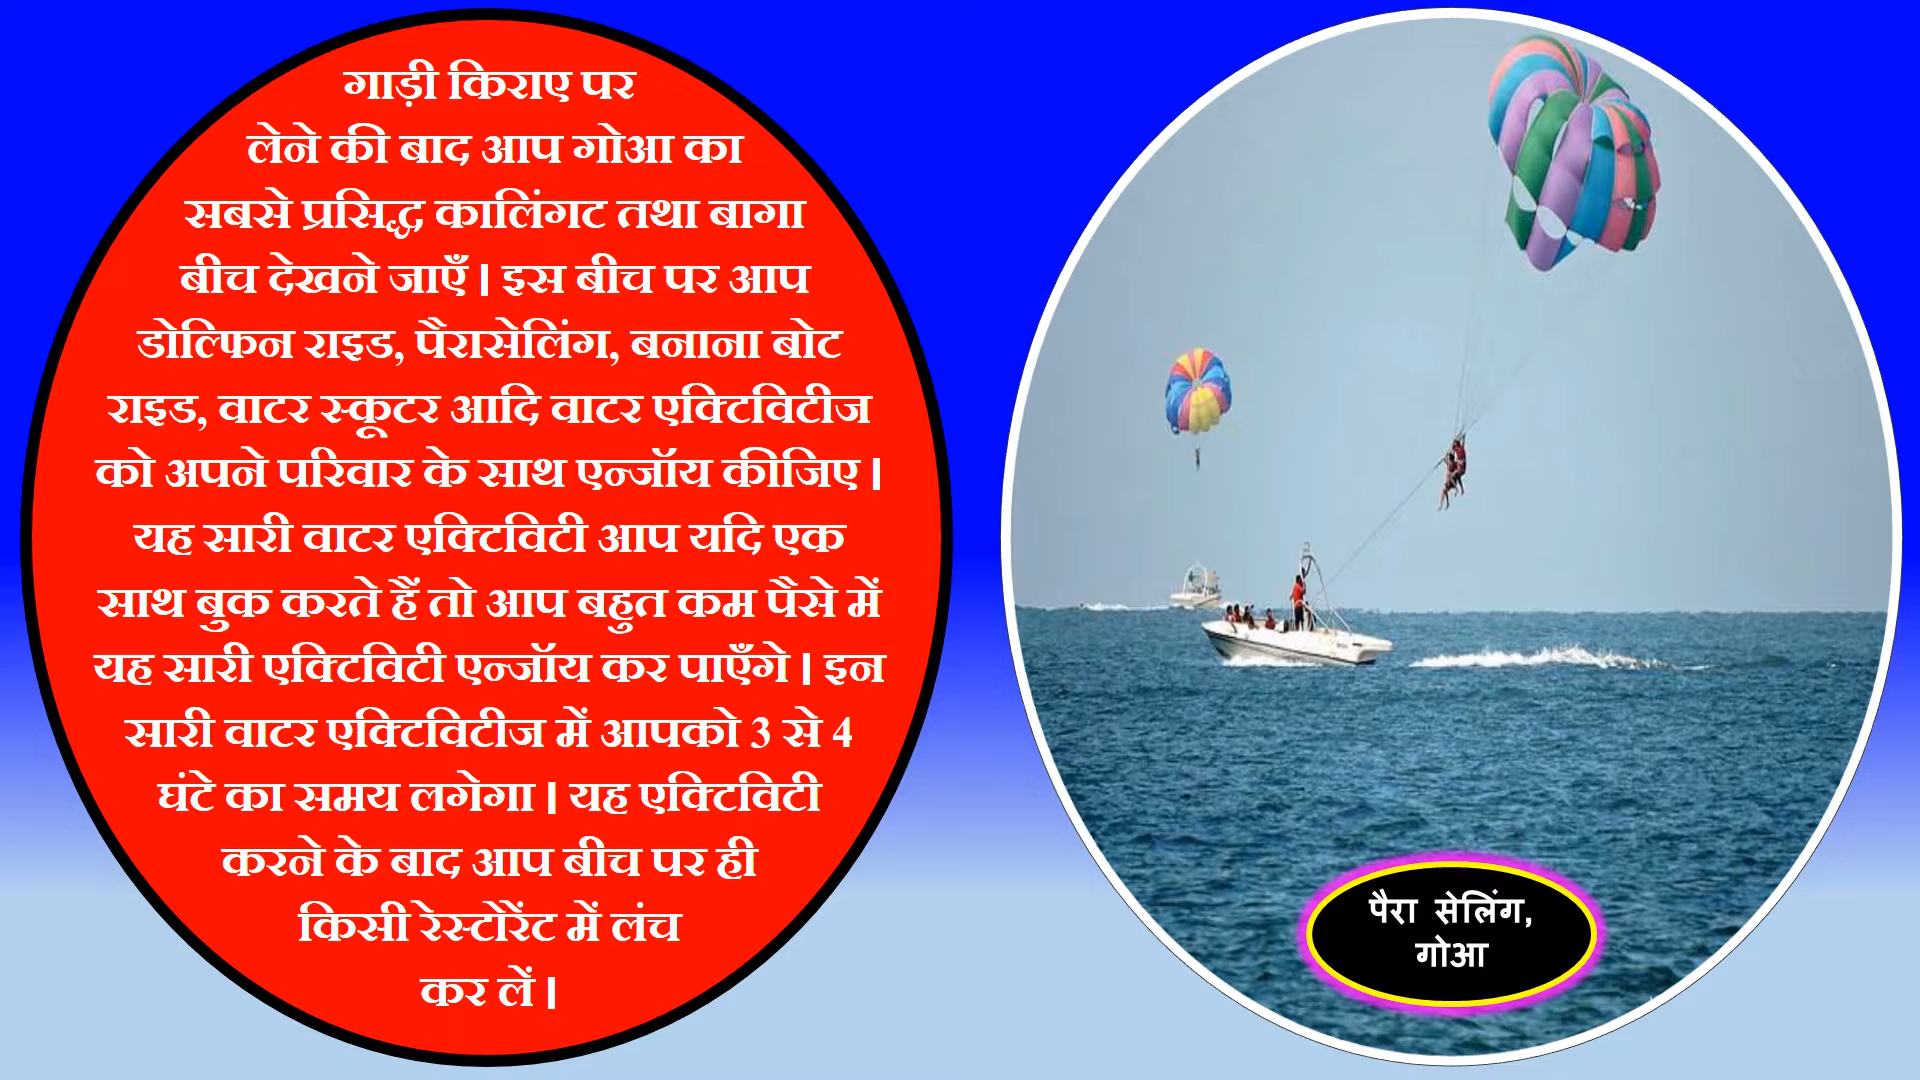 गाड़ी किराए पर
लेने की बाद आप गोआ का
सबसे प्रसिद्ध कालिंगट तथा बागा
बीच देखने जाएँ | इस बीच पर आप
डोल्फिन राइड, पैरासेलिंग, बनाना बोट
राइड, वाटर स्कूटर आदि वाटर एक्टिविटीज
को अपने परिवार के साथ एन्जॉय कीजिए |
यह सारी वाटर एक्टिविटी आप यदि एक
साथ बुक करते हैं तो आप बहुत कम पैसे में
यह सारी एक्टिविटी एन्जॉय कर पाएँगे | इन
सारी वाटर एक्टिविटीज में आपको 3 से 4
घंटे का समय लगेगा | यह एक्टिविटी
करने के बाद आप बीच पर ही
किसी रेस्टोरेंट में लंच
कर लें |
पैरा सेलिंग,
गोआ